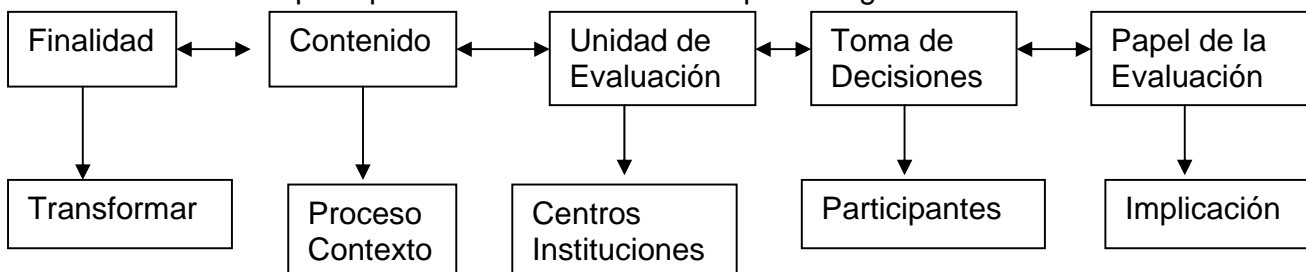 Finalidad
Contenido
Unidad de
Evaluación
Toma de
Decisiones
Papel de la
Evaluación
Transformar
Proceso
Contexto
Centros
Instituciones
Participantes
Implicación